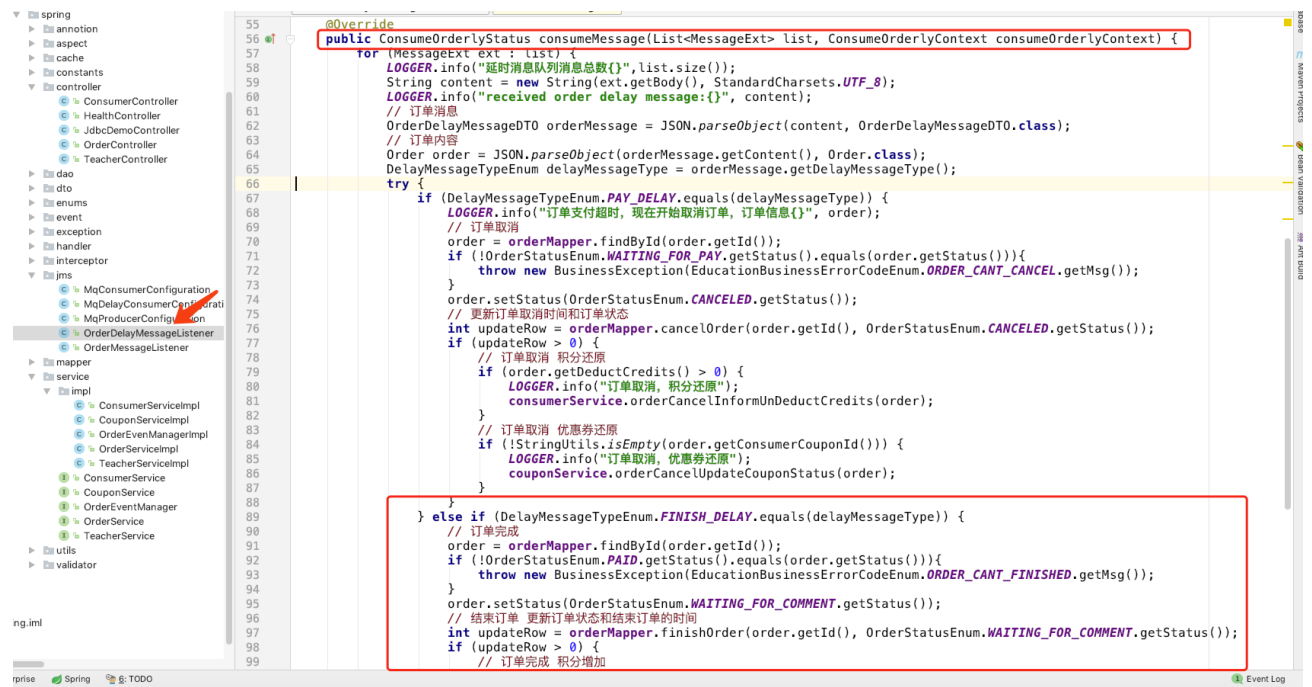 spring
annotion
aspect
cache
constants
controller
ConsumerController
HealthController
JdbcDemoController
OrderController
TeacherController
dao
dto
enums
event
exception
handler
interceptor
jms
MqConsumerConfiguration
MqDelayConsumerConfigurati
MqProducerConfiguration
OrderDelayMessageListener
OrderMessageListener
mapper
service
impl
ConsumerServiceImpl
CouponServiceImpl
OrderEvenManagerImpl
OrderServiceImpl
TeacherServiceImpl
ConsumerService
CouponService
OrderEventManager
OrderService
TeacherService
utils
validator
ng.iml
55 @Override
56 public ConsumeOrderlyStatus consumeMessage(List<MessageExt> list, ConsumeOrderlyContext consumeOrderlyContext) {
57 for (MessageExt ext : list) {
58 LOGGER.info("延时消息队列消息总数{}",list.size());
59 String content = new String(ext.getBody(), StandardCharsets.UTF_8);
60 LOGGER.info("received order delay message:{}", content);
61 // 订单消息
62 OrderDelayMessageDTO orderMessage = JSON.parseObject(content, OrderDelayMessageDTO.class);
63 // 订单内容
64 Order order = JSON.parseObject(orderMessage.getContent(), Order.class);
65 DelayMessageTypeEnum delayMessageType = orderMessage.getDelayMessageType();
66 try {
67 if (DelayMessageTypeEnum.PAY_DELAY.equals(delayMessageType)) {
68 LOGGER.info("订单支付超时，现在开始取消订单，订单信息{}", order);
69 // 订单取消
70 order = orderMapper.findById(order.getId());
71 if (!OrderStatusEnum.WAITING_FOR_PAY.getStatus().equals(order.getStatus())){
72 throw new BusinessException(EducationBusinessErrorCodeEnum.ORDER_CANT_CANCEL.getMsg());
73 }
74 order.setStatus(OrderStatusEnum.CANCELED.getStatus());
75 // 更新订单取消时间和订单状态
76 int updateRow = orderMapper.cancelOrder(order.getId(), OrderStatusEnum.CANCELED.getStatus());
77 if (updateRow > 0) {
78 // 订单取消 积分还原
79 if (order.getDeductCredits() > 0) {
80 LOGGER.info("订单取消，积分还原");
81 consumerService.orderCancelInformUnDeductCredits(order);
82 }
83 // 订单取消 优惠券还原
84 if (!StringUtils.isEmpty(order.getConsumerCouponId())) {
85 LOGGER.info("订单取消，优惠券还原");
86 couponService.orderCancelUpdateCouponStatus(order);
87 }
88 }
89 } else if (DelayMessageTypeEnum.FINISH_DELAY.equals(delayMessageType)) {
90 // 订单完成
91 order = orderMapper.findById(order.getId());
92 if (!OrderStatusEnum.PAID.getStatus().equals(order.getStatus())){
93 throw new BusinessException(EducationBusinessErrorCodeEnum.ORDER_CANT_FINISHED.getMsg());
94 }
95 order.setStatus(OrderStatusEnum.WAITING_FOR_COMMENT.getStatus());
96 // 结束订单 更新订单状态和结束订单的时间
97 int updateRow = orderMapper.finishOrder(order.getId(), OrderStatusEnum.WAITING_FOR_COMMENT.getStatus());
98 if (updateRow > 0) {
99 // 订单完成 积分增加
Maven Projects
Bean Validation
Ant Build
rprise Spring 6: TODO
1 Event Log